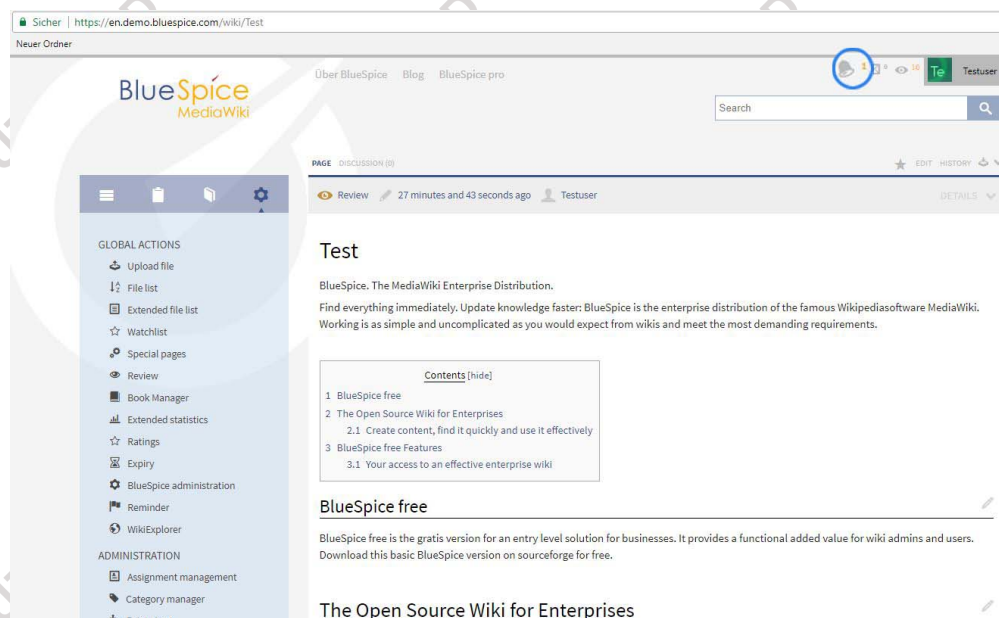 Sicher | https://en.demo.bluespice.com/wiki/Test
Neuer Ordner
BlueSpice
MediaWiki
Über BlueSpice Blog BlueSpice pro
1 9 10 Te Testuser
Search
PAGE DISCUSSION (0)
EDIT HISTORY
Review 27 minutes and 43 seconds ago Testuser
DETAILS
GLOBAL ACTIONS
Upload file
File list
Extended file list
Watchlist
Special pages
Review
Book Manager
Extended statistics
Ratings
Expiry
BlueSpice administration
Reminder
WikiExplorer
ADMINISTRATION
Assignment management
Category manager
Test
BlueSpice. The MediaWiki Enterprise Distribution.
Find everything immediately. Update knowledge faster: BlueSpice is the enterprise distribution of the famous Wikipediasoftware MediaWiki.
Working is as simple and uncomplicated as you would expect from wikis and meet the most demanding requirements.
Contents [hide]
1 BlueSpice free
2 The Open Source Wiki for Enterprises
2.1 Create content, find it quickly and use it effectively
3 BlueSpice free Features
3.1 Your access to an effective enterprise wiki
BlueSpice free
BlueSpice free is the gratis version for an entry level solution for businesses. It provides a functional added value for wiki admins and users.
Download this basic BlueSpice version on sourceforge for free.
The Open Source Wiki for Enterprises